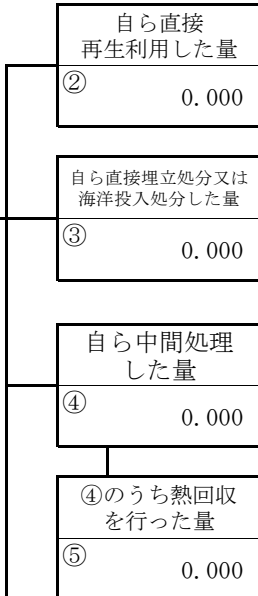 自ら直接
再生利用した量
②
0.000
自ら直接埋立処分又は
海洋投入処分した量
③
0.000
自ら中間処理
した量
④
0.000
④のうち熱回収
を行った量
⑤
0.000